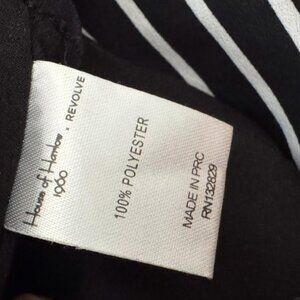 House of Harlow
1960
x REVOLVE
100% POLYESTER
MADE IN PRC
RN132829